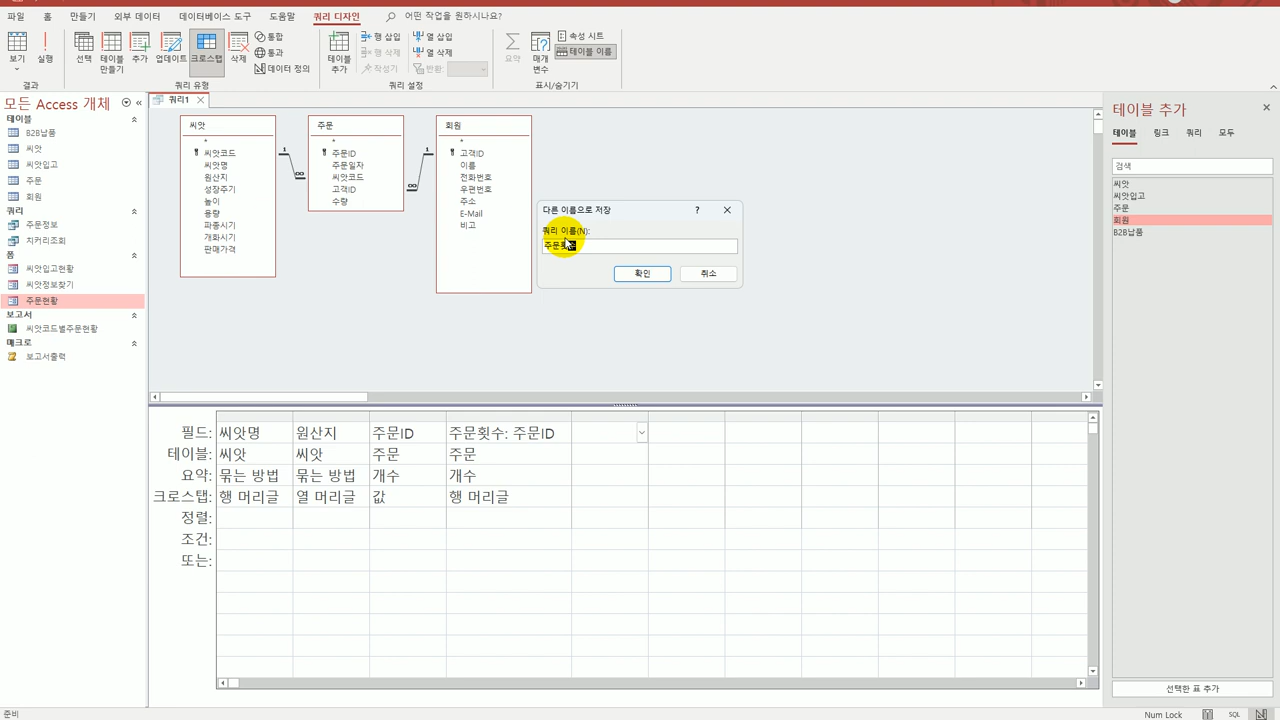 파일 홈 만들기 외부 데이터 데이터베이스 도구 도움말 쿼리 디자인 어떤 작업을 원하시나요?
보기
실행
선택
테이블
만들기
추가
업데이트
크로스탭
삭제
통합
통과
데이터 정의
테이블
추가
행 삽입
행 삭제
작성기
열 삽입
열 삭제
반환:
요약
매개
변수
속성 시트
테이블 이름
결과 쿼리 유형 쿼리 설정 표시/숨기기
모든 Access 개체
테이블
B2B납품
씨앗
씨앗입고
주문
회원
쿼리
주문정보
치커리조회
폼
씨앗입고현황
씨앗정보찾기
주문현황
보고서
씨앗코드별주문현황
매크로
보고서출력
쿼리1
씨앗
*
씨앗코드
씨앗명
원산지
성장주기
높이
용량
파종시기
개화시기
판매가격
주문
*
주문ID
주문일자
씨앗코드
고객ID
수량
회원
*
고객ID
이름
전화번호
우편번호
주소
E-Mail
비고
1
1
다른 이름으로 저장 ?
쿼리 이름(N):
확인 취소
필드: 씨앗명 원산지 주문ID 주문횟수: 주문ID
테이블: 씨앗 씨앗 주문 주문
요약: 묶는 방법 묶는 방법 개수 개수
크로스탭: 행 머리글 열 머리글 값 행 머리글
정렬:
조건:
또는:
테이블 추가
테이블 링크 쿼리 모두
검색
씨앗
씨앗입고
주문
회원
B2B납품
선택한 표 추가
준비 Num Lock SQL